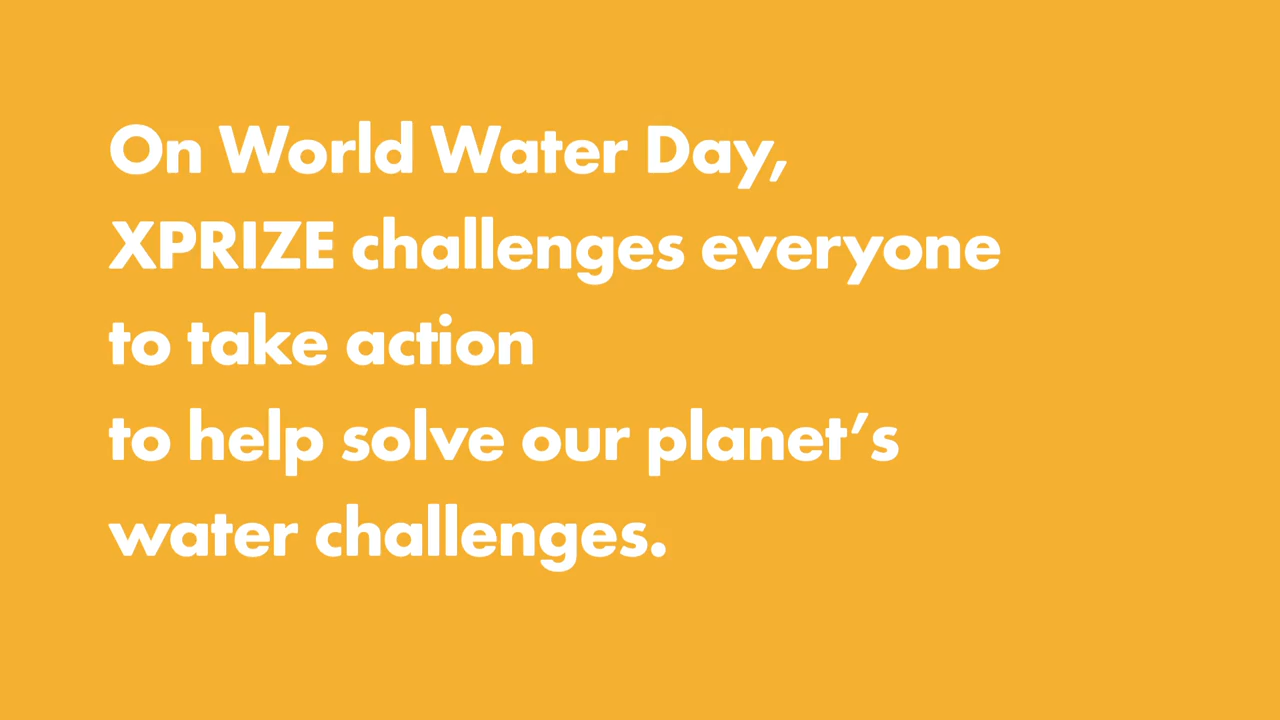 On World Water Day,
XPRIZE challenges everyone
to take action
to help solve our planet’s
water challenges.